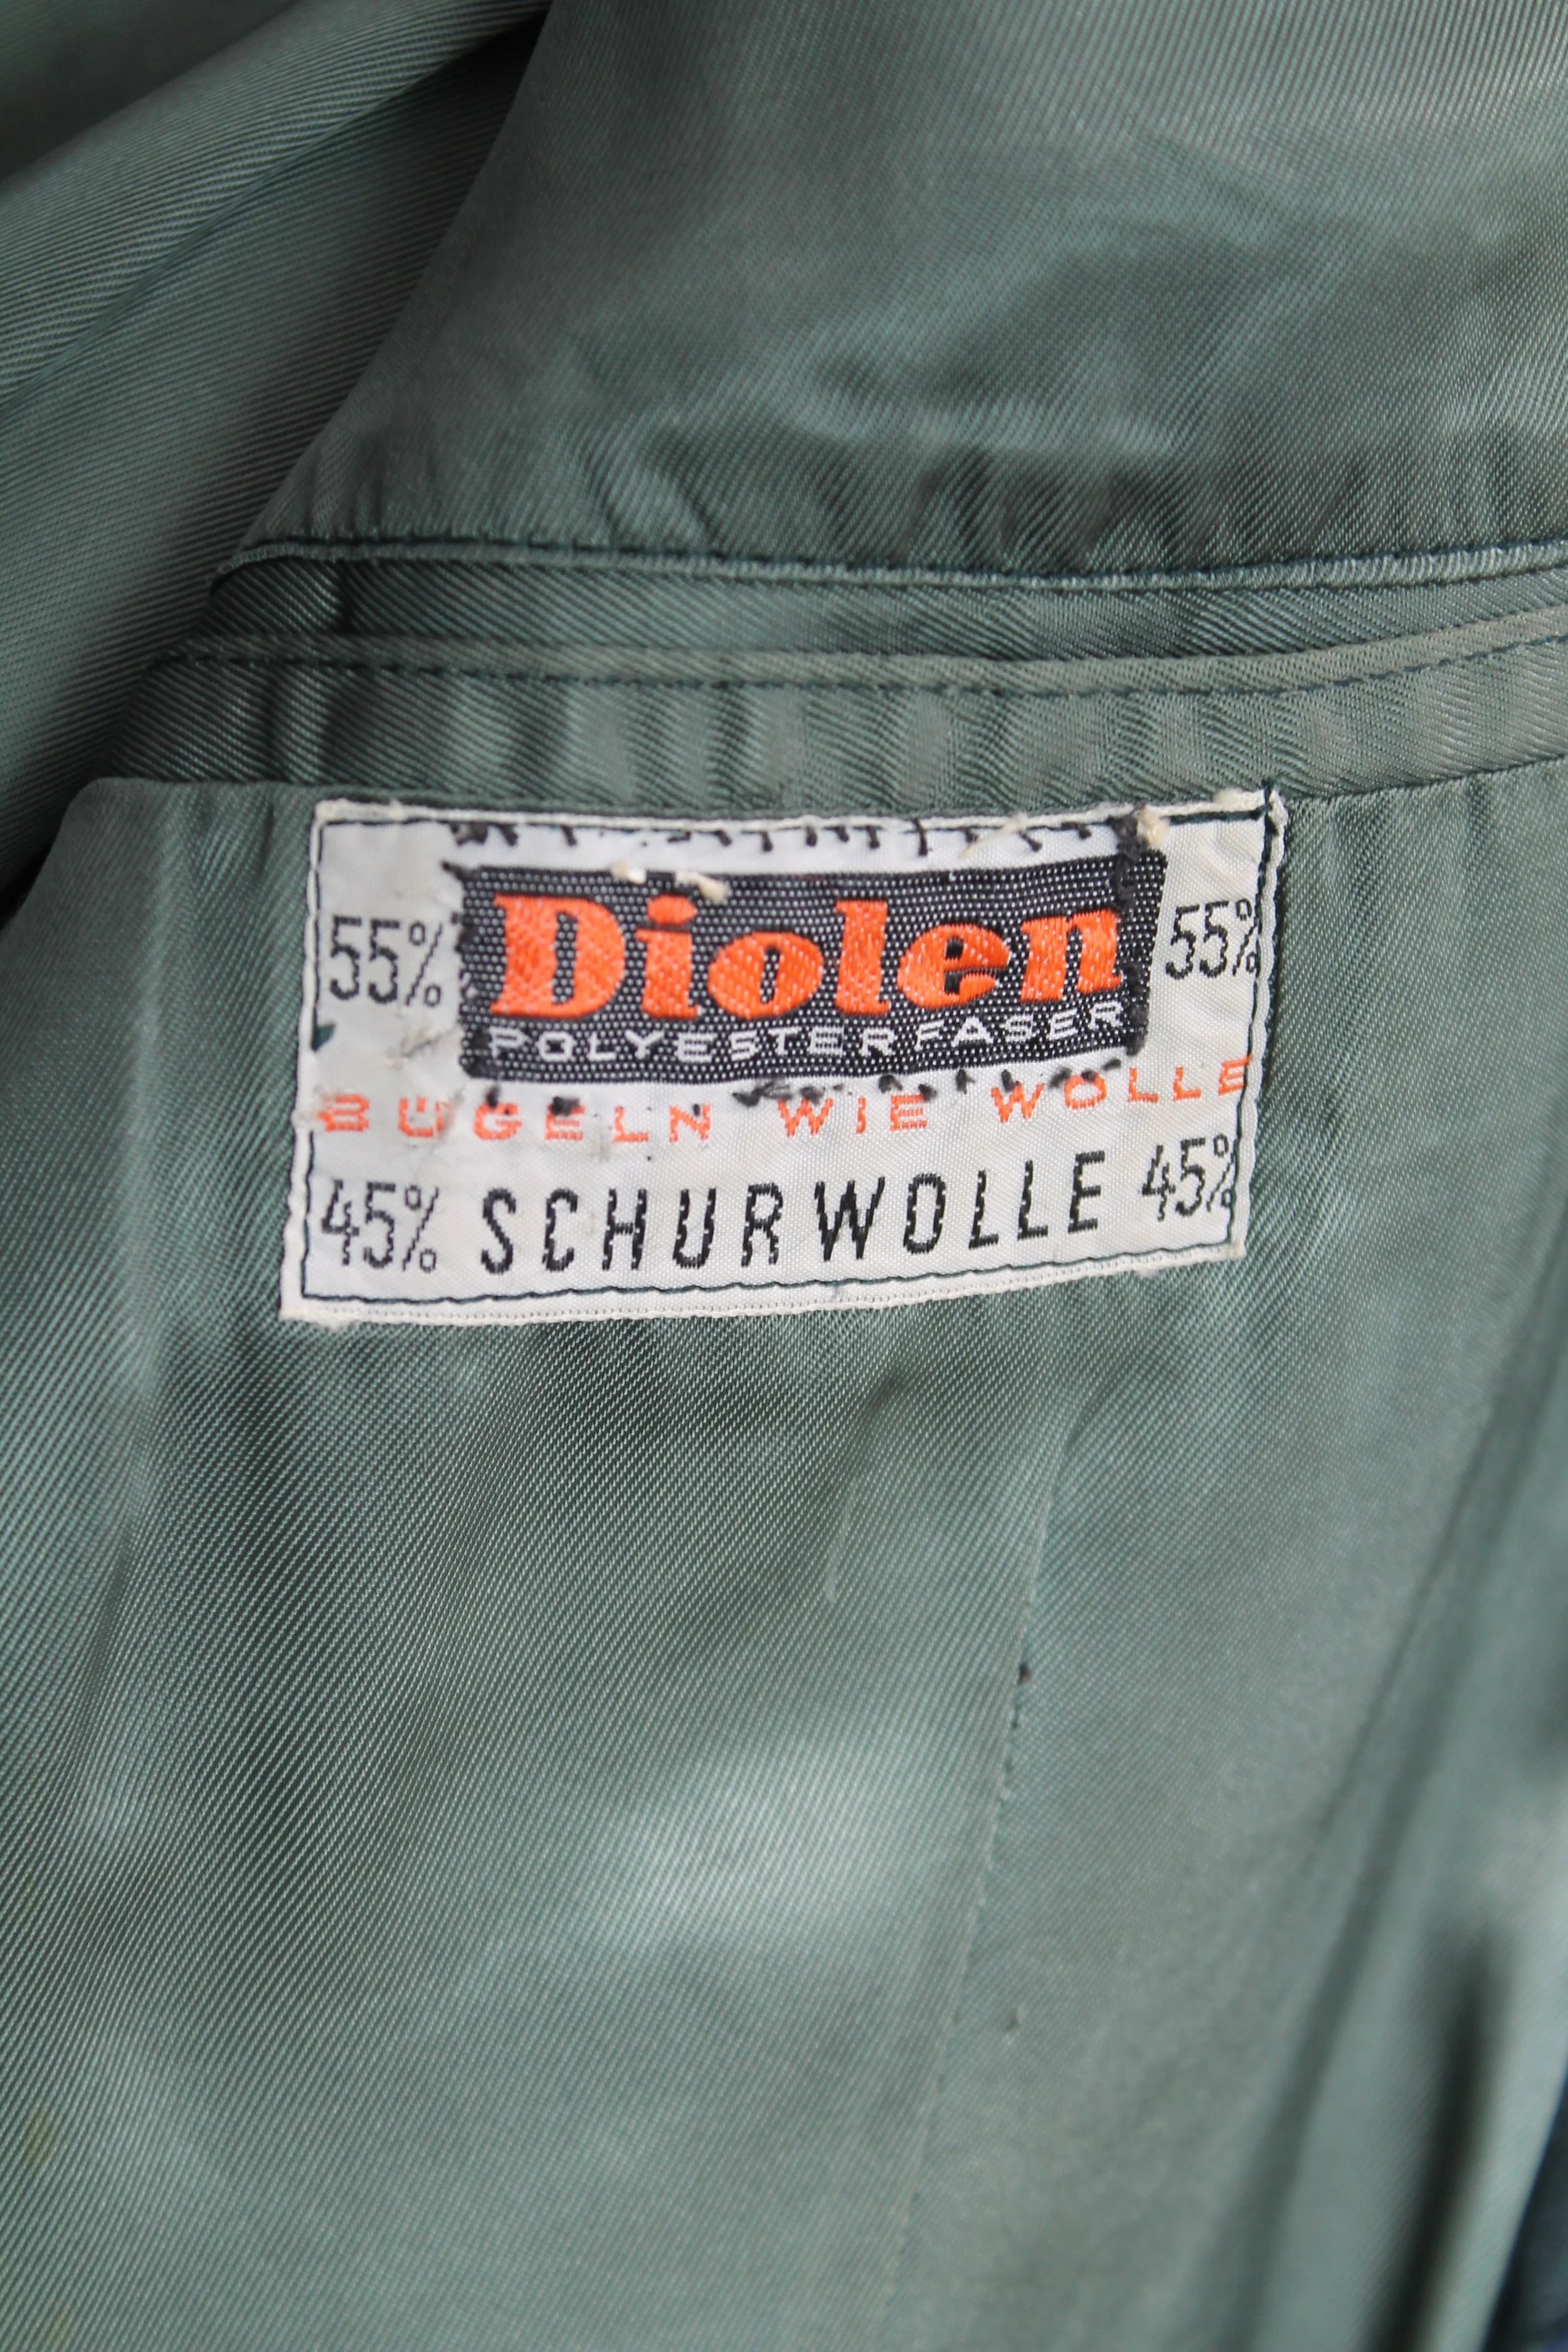 55% Diolen 55%
POLYESTERFASER
BÜGELN WIE WOLLE
45% SCHURWOLLE 45%